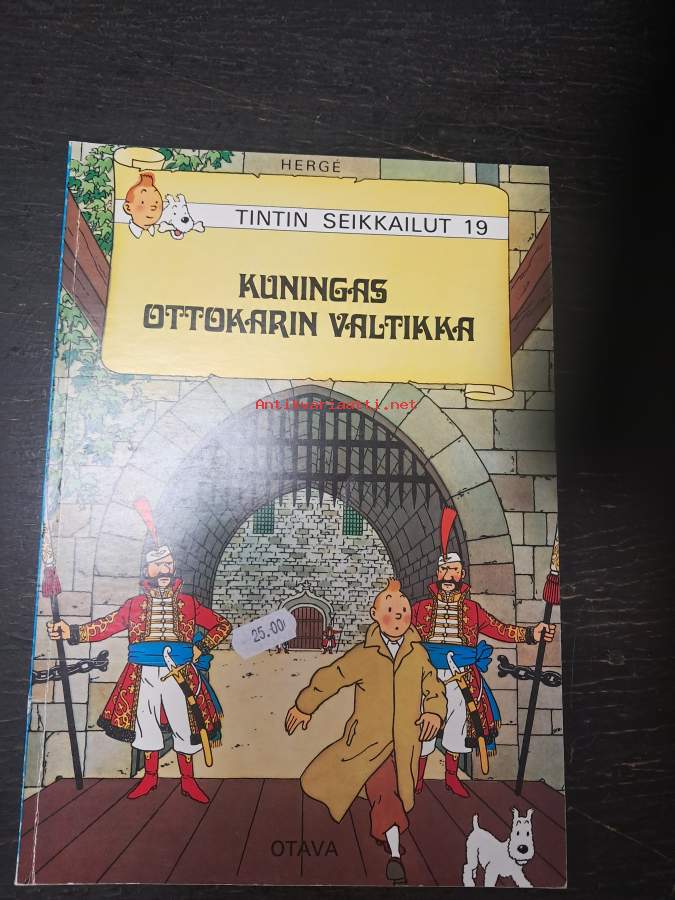 HERGÉ
TINTIN SEIKKAILUT 19
KUNINGAS
OTTOKARIN VALTIKKA
Antikvariaatti.net
25.00
OTAVA